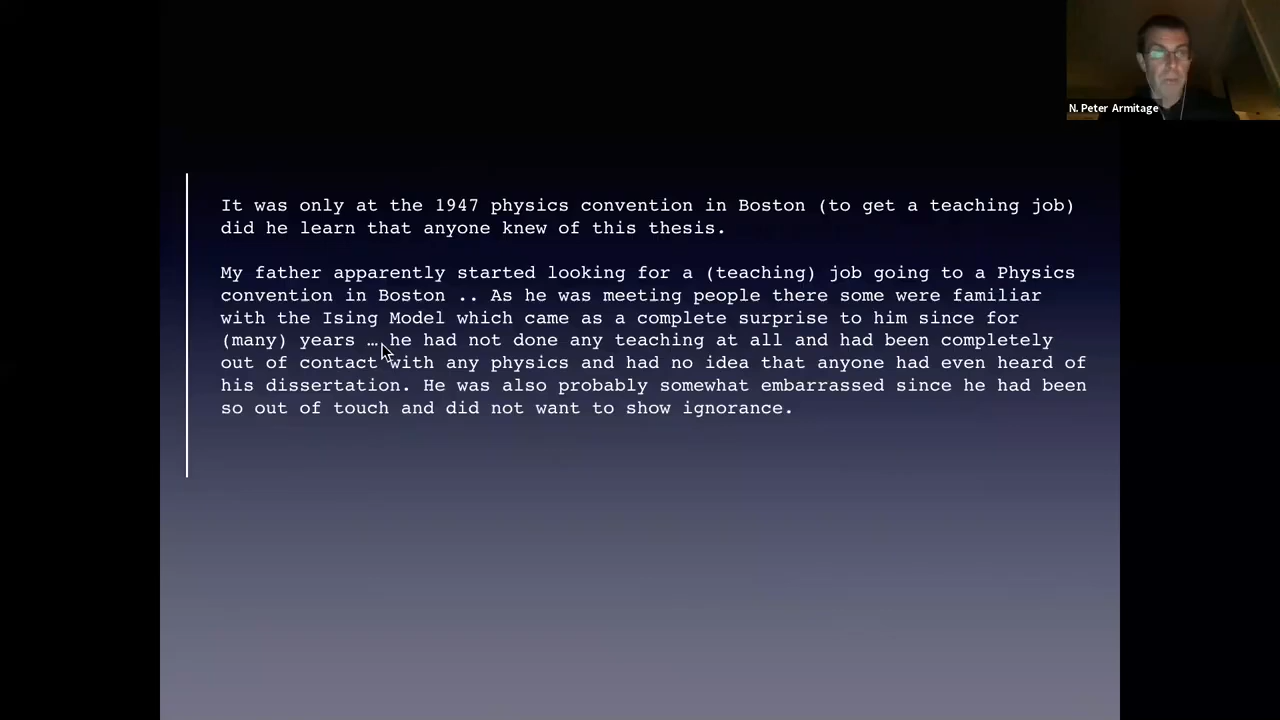 N. Peter Armitage
It was only at the 1947 physics convention in Boston (to get a teaching job)
did he learn that anyone knew of this thesis.
My father apparently started looking for a (teaching) job going to a Physics
convention in Boston .. As he was meeting people there some were familiar
with the Ising Model which came as a complete surprise to him since for
(many) years … he had not done any teaching at all and had been completely
out of contact with any physics and had no idea that anyone had even heard of
his dissertation. He was also probably somewhat embarrassed since he had been
so out of touch and did not want to show ignorance.